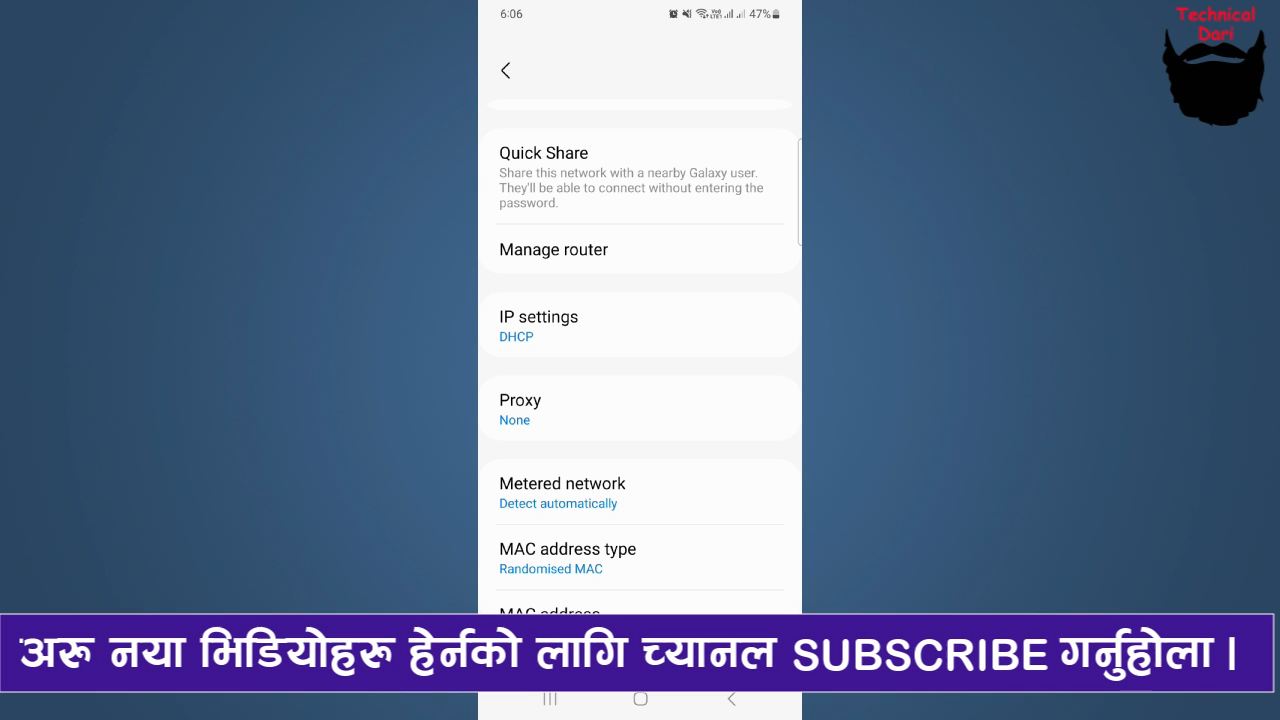 6:06
47%
Technical
Dari
Quick Share
Share this network with a nearby Galaxy user.
They'll be able to connect without entering the
password.
Manage router
IP settings
DHCP
Proxy
None
Metered network
Detect automatically
MAC address type
Randomised MAC
MAC address
अरू नया भिडियोहरू हेर्नको लागि च्यानल SUBSCRIBE गर्नुहोला ।